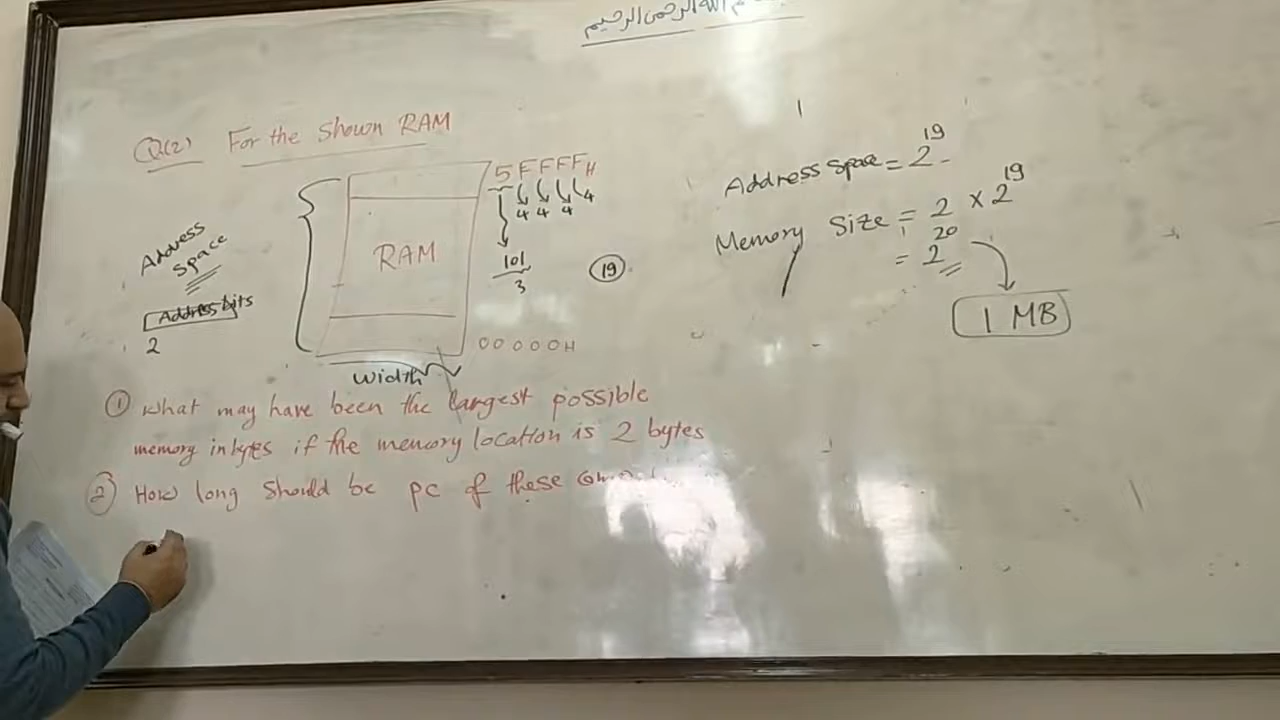 الله الرحمن الرحيم
Q(2) For the shown RAM
5FFFFH
4 4 4 4
RAM
101
3
19
Address
Space
Address bits
2
00000H
width
① What may have been the largest possible
memory in bytes if the memory location is 2 bytes
② How long should be pc of these
Address Space = 2^19
Memory Size = 2 × 2^19
= 2^20
1 MB